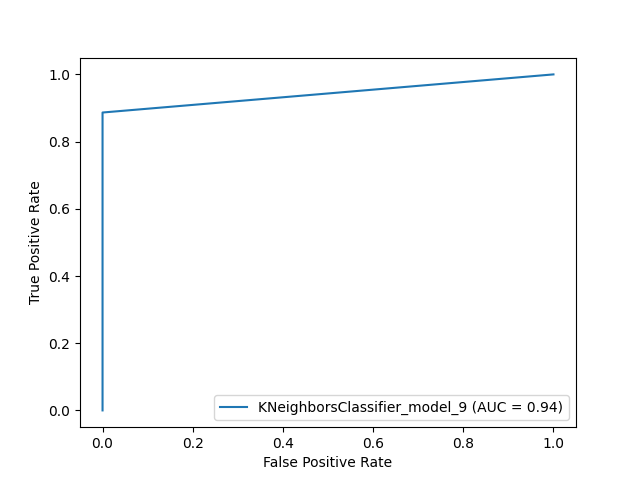 1.0
0.8
0.6
0.4
0.2
0.0
True Positive Rate
KNeighborsClassifier_model_9 (AUC = 0.94)
0.0 0.2 0.4 0.6 0.8 1.0
False Positive Rate